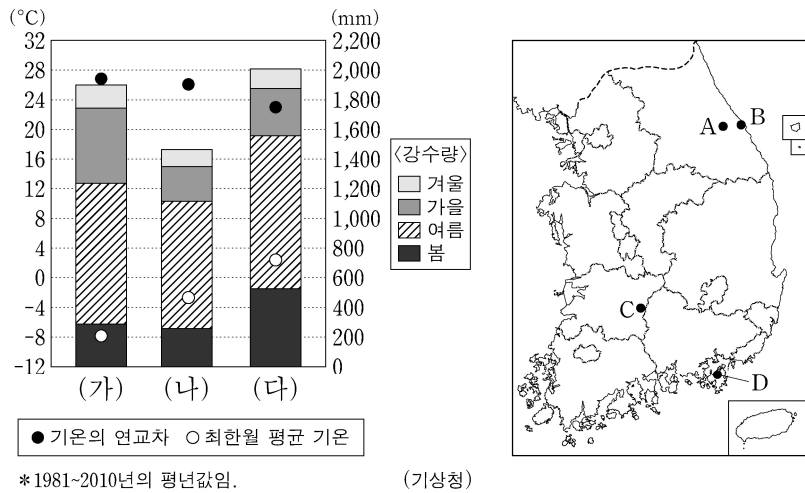 (°C) (mm)
32 2,200
28 2,000
24 1,800
20 1,600
16 1,400
12 1,200
8 1,000
4 800
0 600
-4 400
-8 200
-12 0
(가) (나) (다)
<강수량>
겨울
가을
여름
봄
● 기온의 연교차 ○ 최한월 평균 기온
*1981~2010년의 평년값임.
(기상청)
A B
C
D